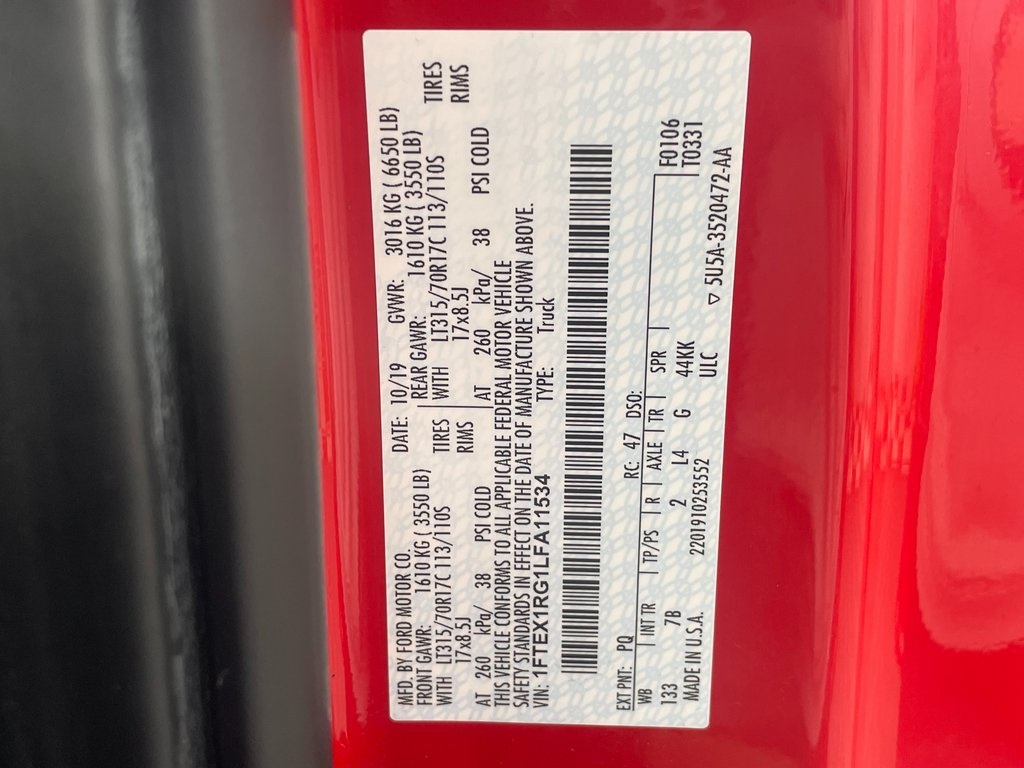 MFD. BY FORD MOTOR CO. DATE: 10/19 GVWR: 3016 KG ( 6650 LB)
FRONT GAWR: 1610 KG ( 3550 LB) REAR GAWR: 1610 KG ( 3550 LB)
WITH LT315/70R17C 113/110S TIRES WITH LT315/70R17C 113/110S TIRES
17x8.5J RIMS 17x8.5J RIMS
AT 260 kPa/ 38 PSI COLD AT 260 kPa/ 38 PSI COLD
THIS VEHICLE CONFORMS TO ALL APPLICABLE FEDERAL MOTOR VEHICLE
SAFETY STANDARDS IN EFFECT ON THE DATE OF MANUFACTURE SHOWN ABOVE.
VIN: 1FTEX1RG1LFA11534 TYPE: Truck
EXT PNT: PQ RC: 47 DSO: F0106
WB INT TR TP/PS R AXLE TR SPR T0331
133 7B 2 L4 G 44KK
MADE IN U.S.A. 2201910253552 ULC ▽ 5U5A-3520472-AA